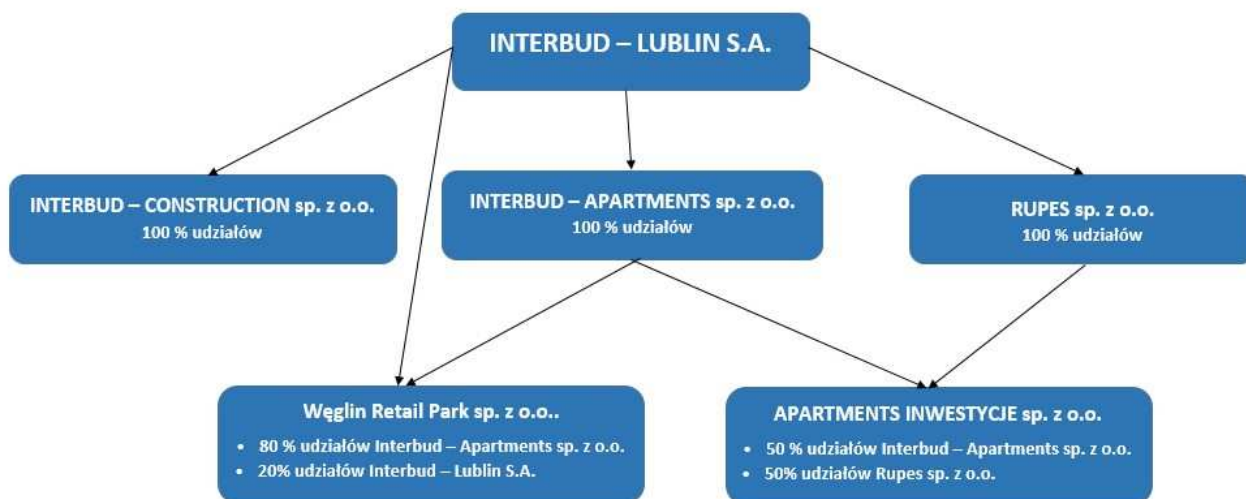 INTERBUD – LUBLIN S.A.
INTERBUD – CONSTRUCTION sp. z o.o.
100 % udziałów
INTERBUD – APARTMENTS sp. z o.o.
100 % udziałów
RUPES sp. z o.o.
100 % udziałów
Węglin Retail Park sp. z o.o..
• 80 % udziałów Interbud – Apartments sp. z o.o.
• 20% udziałów Interbud – Lublin S.A.
APARTMENTS INWESTYCJE sp. z o.o.
• 50 % udziałów Interbud – Apartments sp. z o.o.
• 50% udziałów Rupes sp. z o.o.